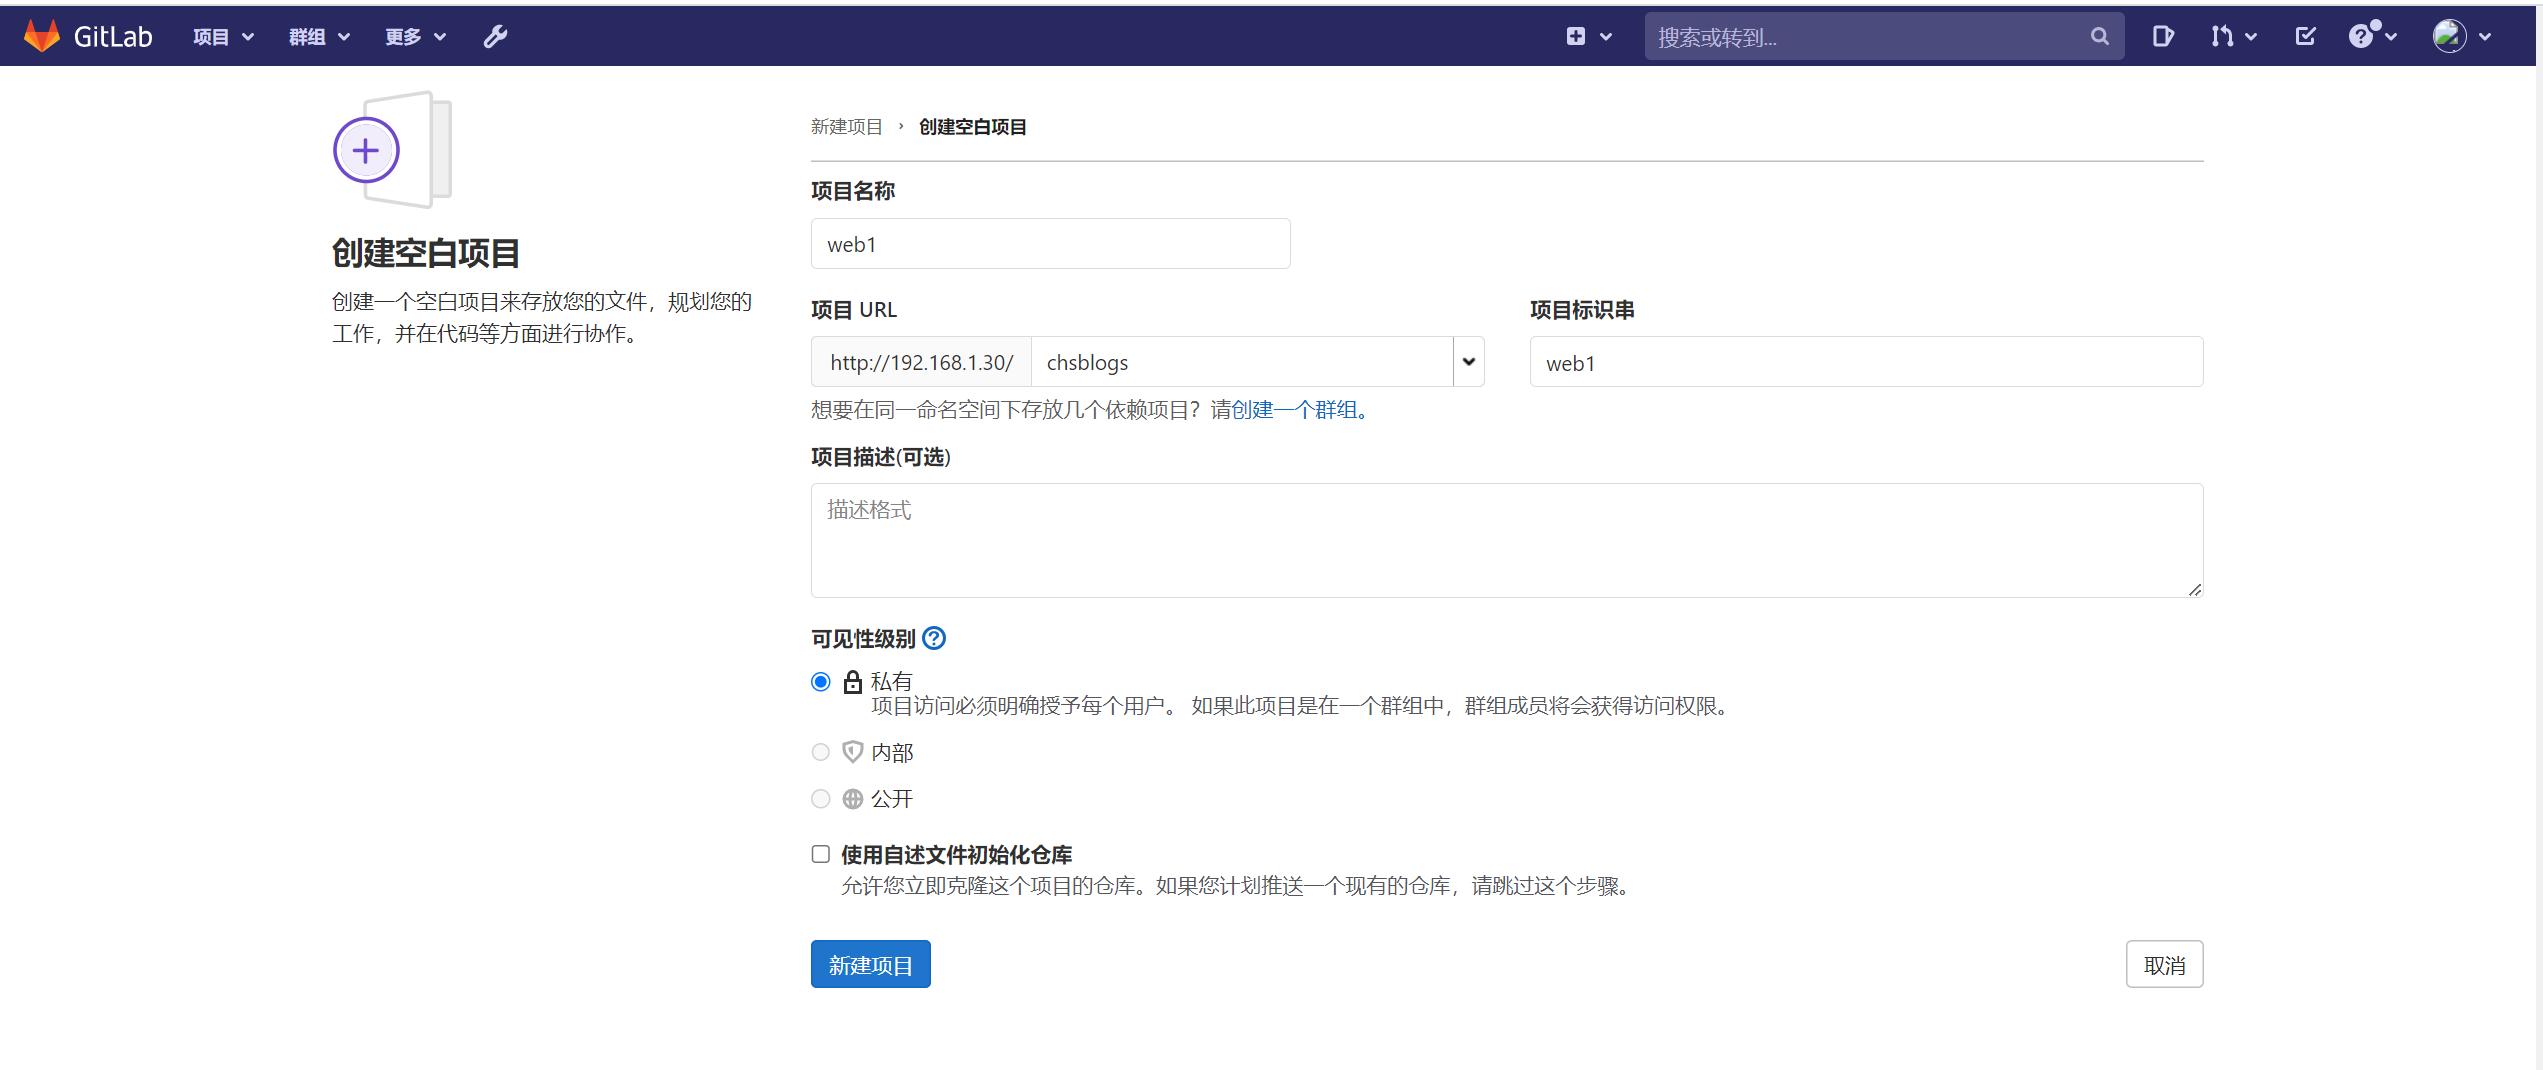 GitLab 项目 群组 更多 搜索或转到...
新建项目 › 创建空白项目
创建空白项目
创建一个空白项目来存放您的文件，规划您的
工作，并在代码等方面进行协作。
项目名称
web1
项目 URL 项目标识串
http://192.168.1.30/ chsblogs web1
想要在同一命名空间下存放几个依赖项目？请创建一个群组。
项目描述(可选)
描述格式
可见性级别
私有
项目访问必须明确授予每个用户。 如果此项目是在一个群组中，群组成员将会获得访问权限。
内部
公开
使用自述文件初始化仓库
允许您立即克隆这个项目的仓库。如果您计划推送一个现有的仓库，请跳过这个步骤。
新建项目 取消